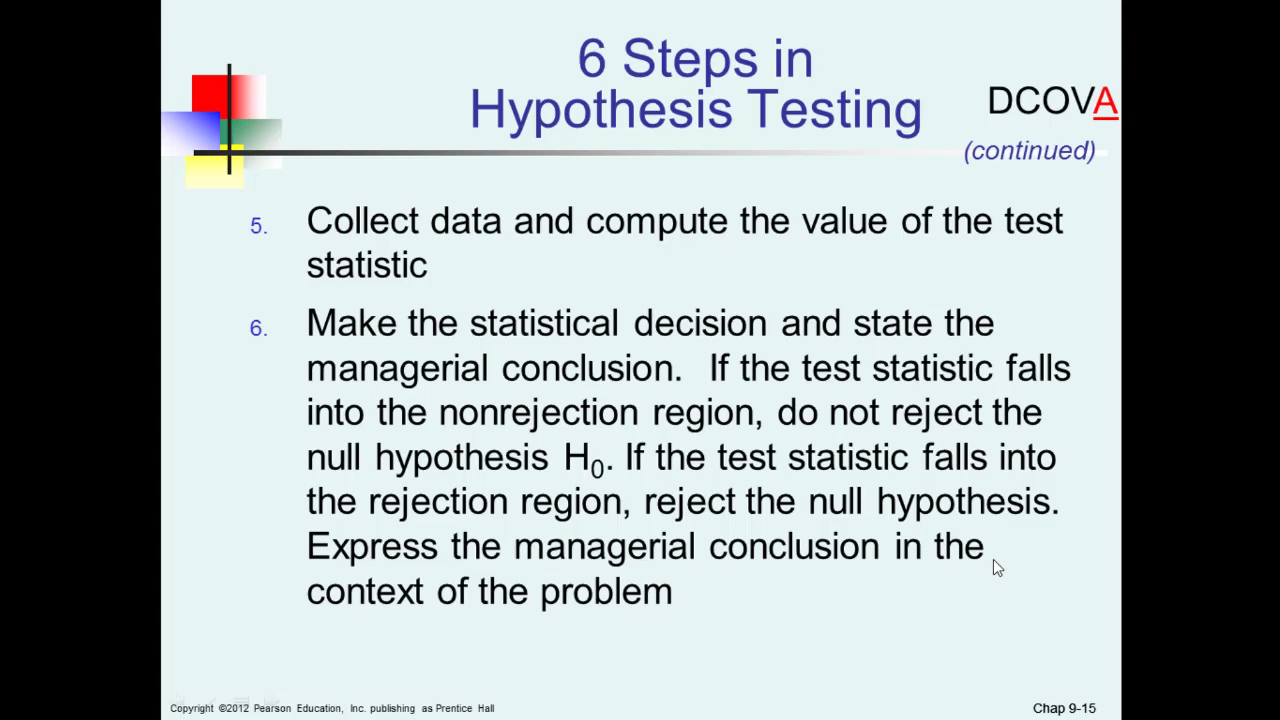 6 Steps in
Hypothesis Testing
DCOVA
(continued)
5. Collect data and compute the value of the test
statistic
6. Make the statistical decision and state the
managerial conclusion. If the test statistic falls
into the nonrejection region, do not reject the
null hypothesis H0. If the test statistic falls into
the rejection region, reject the null hypothesis.
Express the managerial conclusion in the
context of the problem
Copyright ©2012 Pearson Education, Inc. publishing as Prentice Hall
Chap 9-15